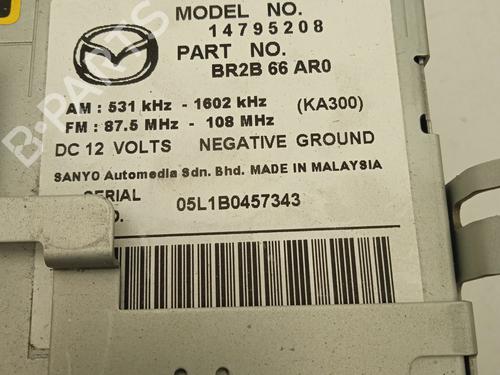 MODEL NO.
14795208
PART NO.
BR2B 66 AR0
AM : 531 kHz - 1602 kHz (KA300)
FM : 87.5 MHz - 108 MHz
DC 12 VOLTS NEGATIVE GROUND
SANYO Automedia Sdn. Bhd. MADE IN MALAYSIA
SERIAL 05L1B0457343
B-PARTS